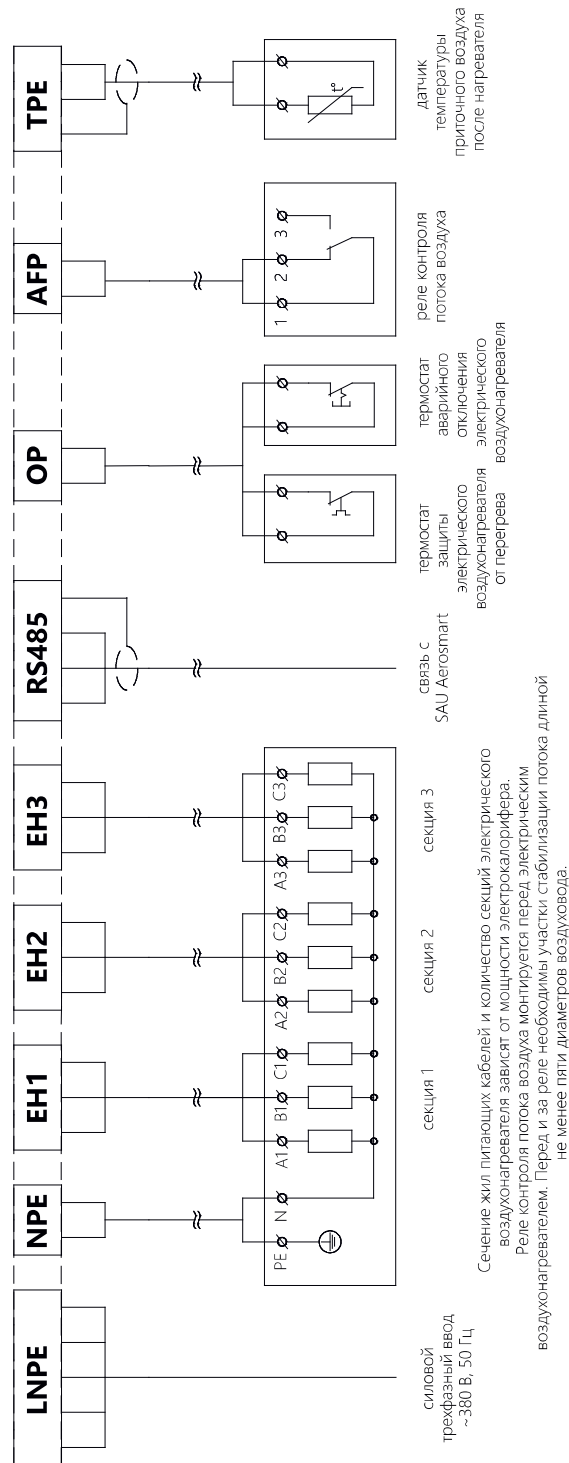 LNPE
NPE
EH1
EH2
EH3
RS485
OP
AFP
TPE
PE
N
A1
B1
C1
A2
B2
C2
A3
B3
C3
1
2
3
t°
силовой
трехфазный ввод
~380 В, 50 Гц
секция 1
секция 2
секция 3
связь с
SAU Aerosmart
термостат
защиты
электрического
воздухонагревателя
от перегрева
термостат
аварийного
отключения
электрического
воздухонагревателя
реле контроля
потока воздуха
датчик
температуры
приточного воздуха
после нагревателя
Сечение жил питающих кабелей и количество секций электрического
воздухонагревателя зависят от мощности электрокалорифера.
Реле контроля потока воздуха монтируется перед электрическим
воздухонагревателем. Перед и за реле необходимы участки стабилизации потока длиной
не менее пяти диаметров воздуховода.